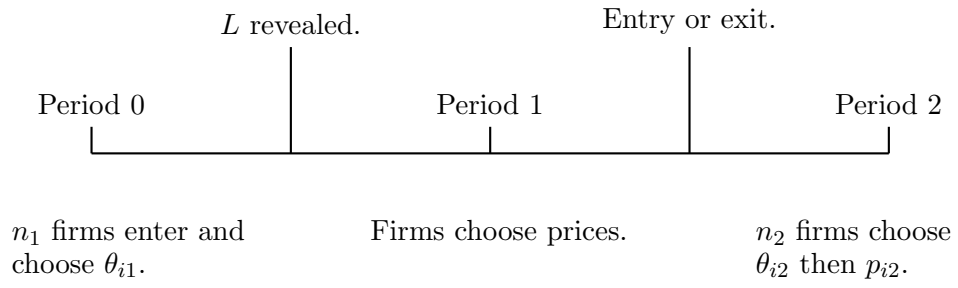 L revealed.
Entry or exit.
Period 0
Period 1
Period 2
n₁ firms enter and
choose θᵢ₁.
Firms choose prices.
n₂ firms choose
θᵢ₂ then pᵢ₂.